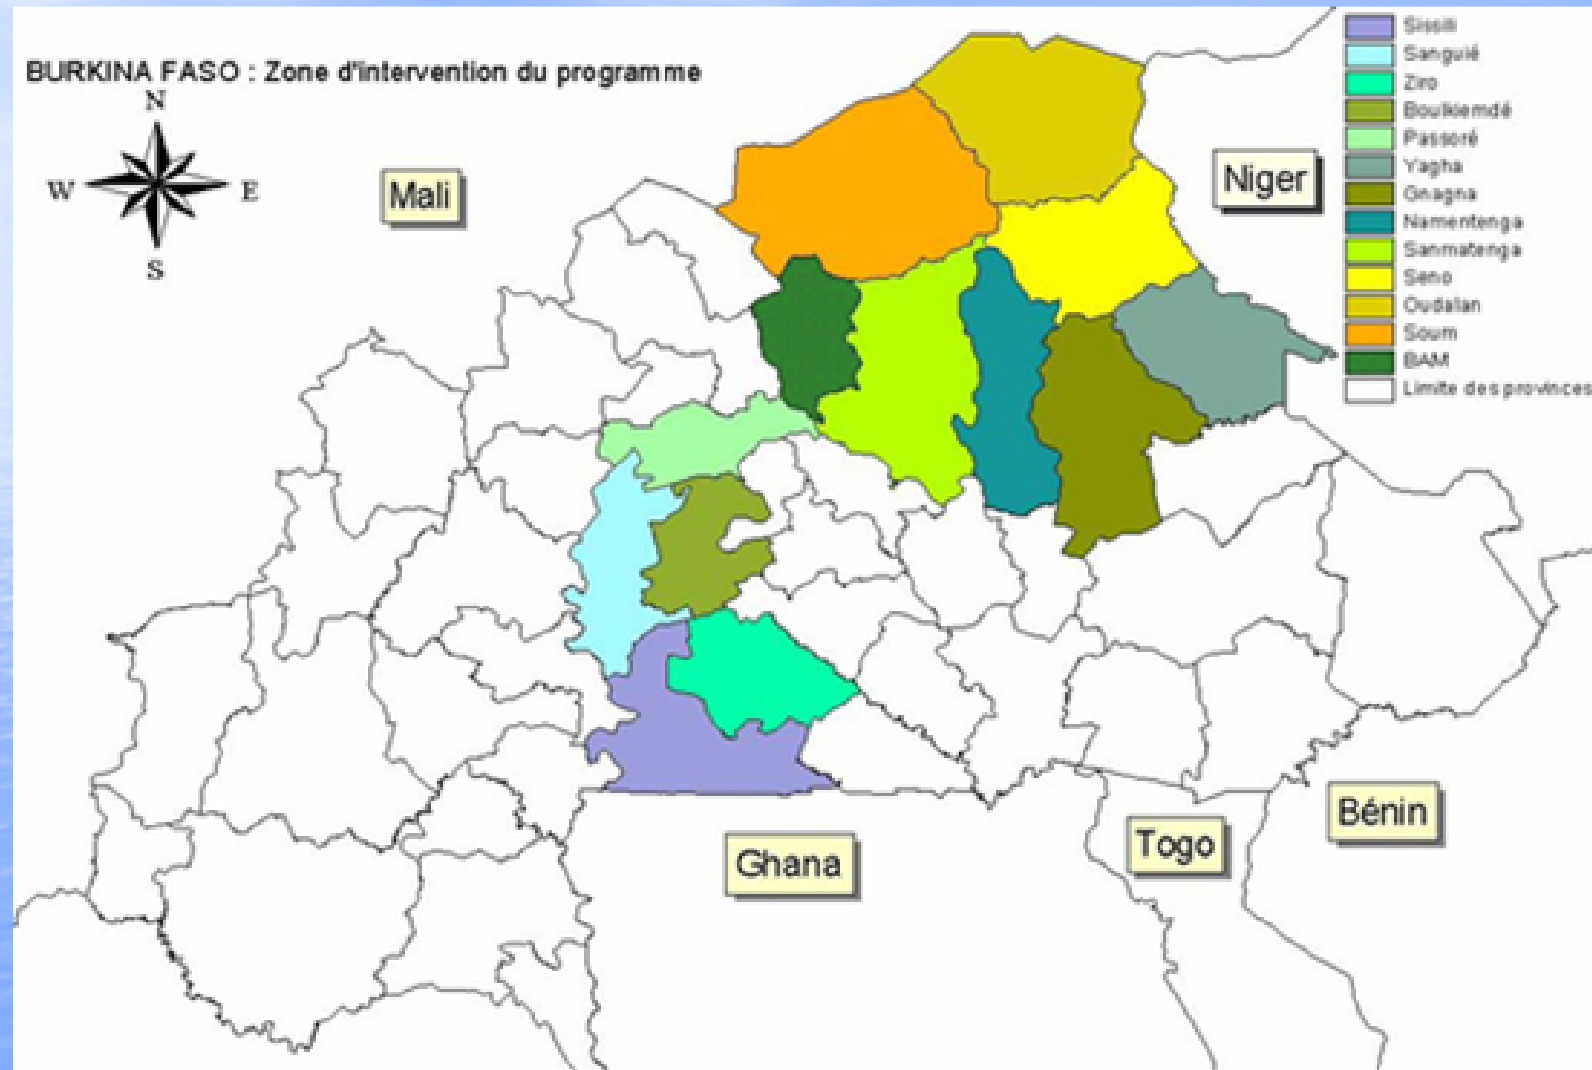 BURKINA FASO : Zone d'intervention du programme
N
W
E
S
Mali
Niger
Ghana
Togo
Bénin
Sissili
Sanguié
Ziro
Boulkiemdé
Passoré
Yagha
Gnagna
Namentenga
Sanmatenga
Seno
Oudalan
Soum
BAM
Limite des provinces